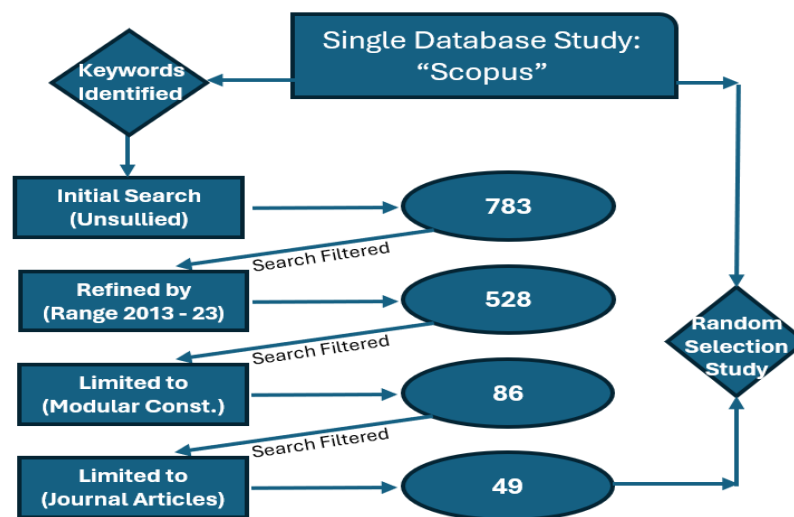 Single Database Study:
“Scopus”
Keywords
Identified
Initial Search
(Unsullied)
783
Search Filtered
Refined by
(Range 2013 - 23)
528
Search Filtered
Limited to
(Modular Const.)
86
Search Filtered
Limited to
(Journal Articles)
49
Random
Selection
Study